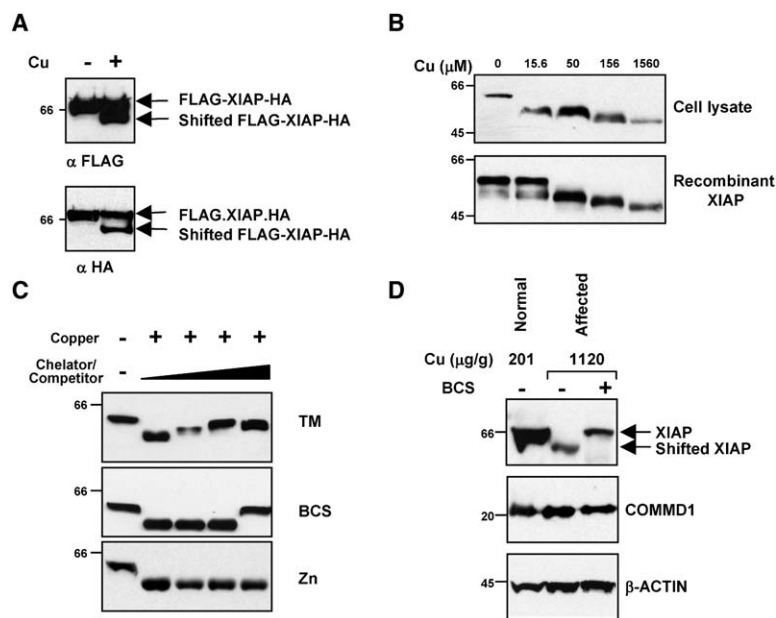 A
Cu - +
66
FLAG-XIAP-HA
Shifted FLAG-XIAP-HA
α FLAG
66
FLAG.XIAP.HA
Shifted FLAG-XIAP-HA
α HA
B
Cu (μM) 0 15.6 50 156 1560
66
45
Cell lysate
66
45
Recombinant
XIAP
C
Copper - + + + +
Chelator/
Competitor -
66
TM
66
BCS
66
Zn
D
Normal
Affected
Cu (μg/g) 201 1120
BCS - - +
66
XIAP
Shifted XIAP
20
COMMD1
45
β-ACTIN